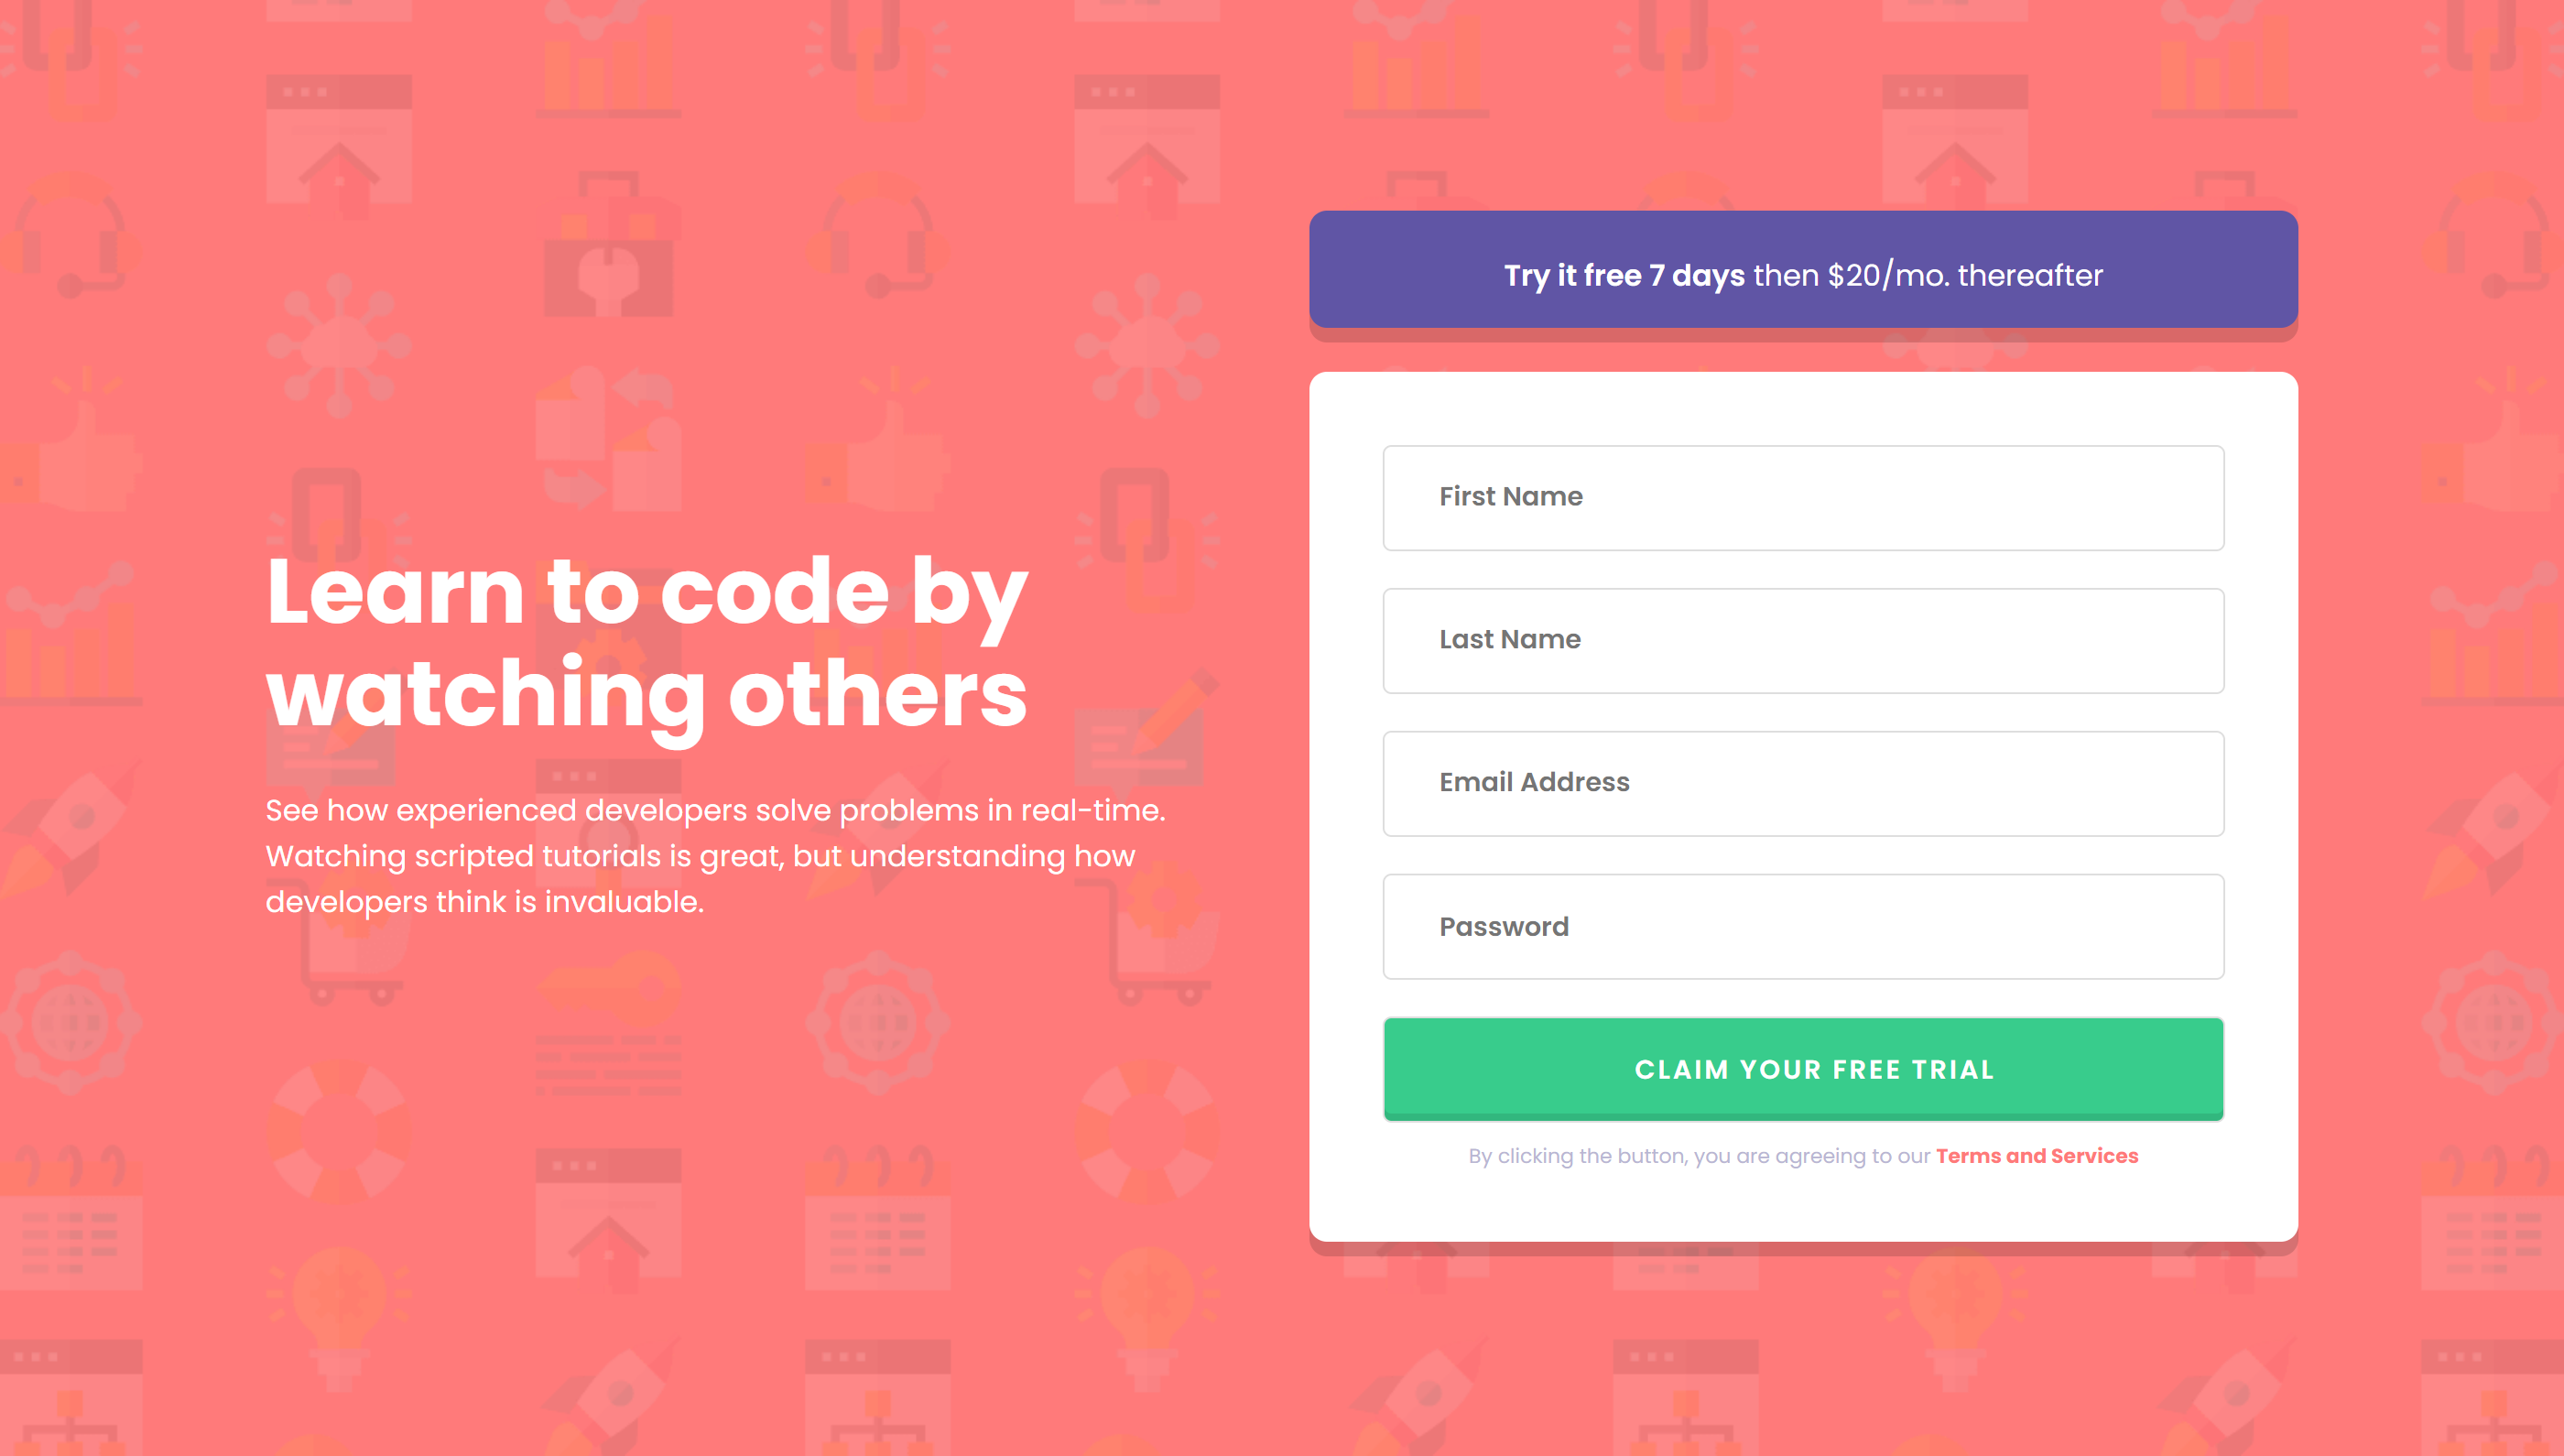 Learn to code by
watching others
See how experienced developers solve problems in real-time.
Watching scripted tutorials is great, but understanding how
developers think is invaluable.
Try it free 7 days then $20/mo. thereafter
First Name
Last Name
Email Address
Password
CLAIM YOUR FREE TRIAL
By clicking the button, you are agreeing to our Terms and Services